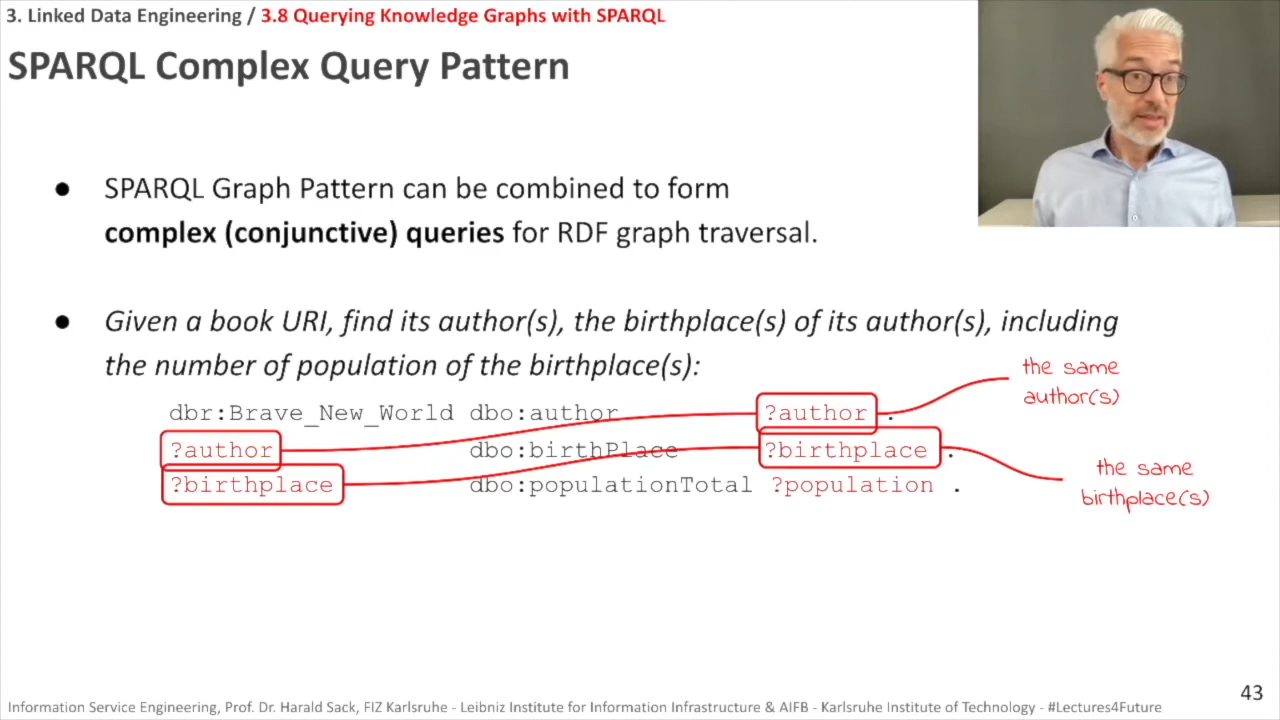 3. Linked Data Engineering / 3.8 Querying Knowledge Graphs with SPARQL
SPARQL Complex Query Pattern
● SPARQL Graph Pattern can be combined to form
complex (conjunctive) queries for RDF graph traversal.
● Given a book URI, find its author(s), the birthplace(s) of its author(s), including
the number of population of the birthplace(s):
the same
author(s)
dbr:Brave_New_World dbo:author ?author .
?author dbo:birthPlace ?birthplace .
?birthplace dbo:populationTotal ?population .
the same
birthplace(s)
43
Information Service Engineering, Prof. Dr. Harald Sack, FIZ Karlsruhe - Leibniz Institute for Information Infrastructure & AIFB - Karlsruhe Institute of Technology - #Lectures4Future